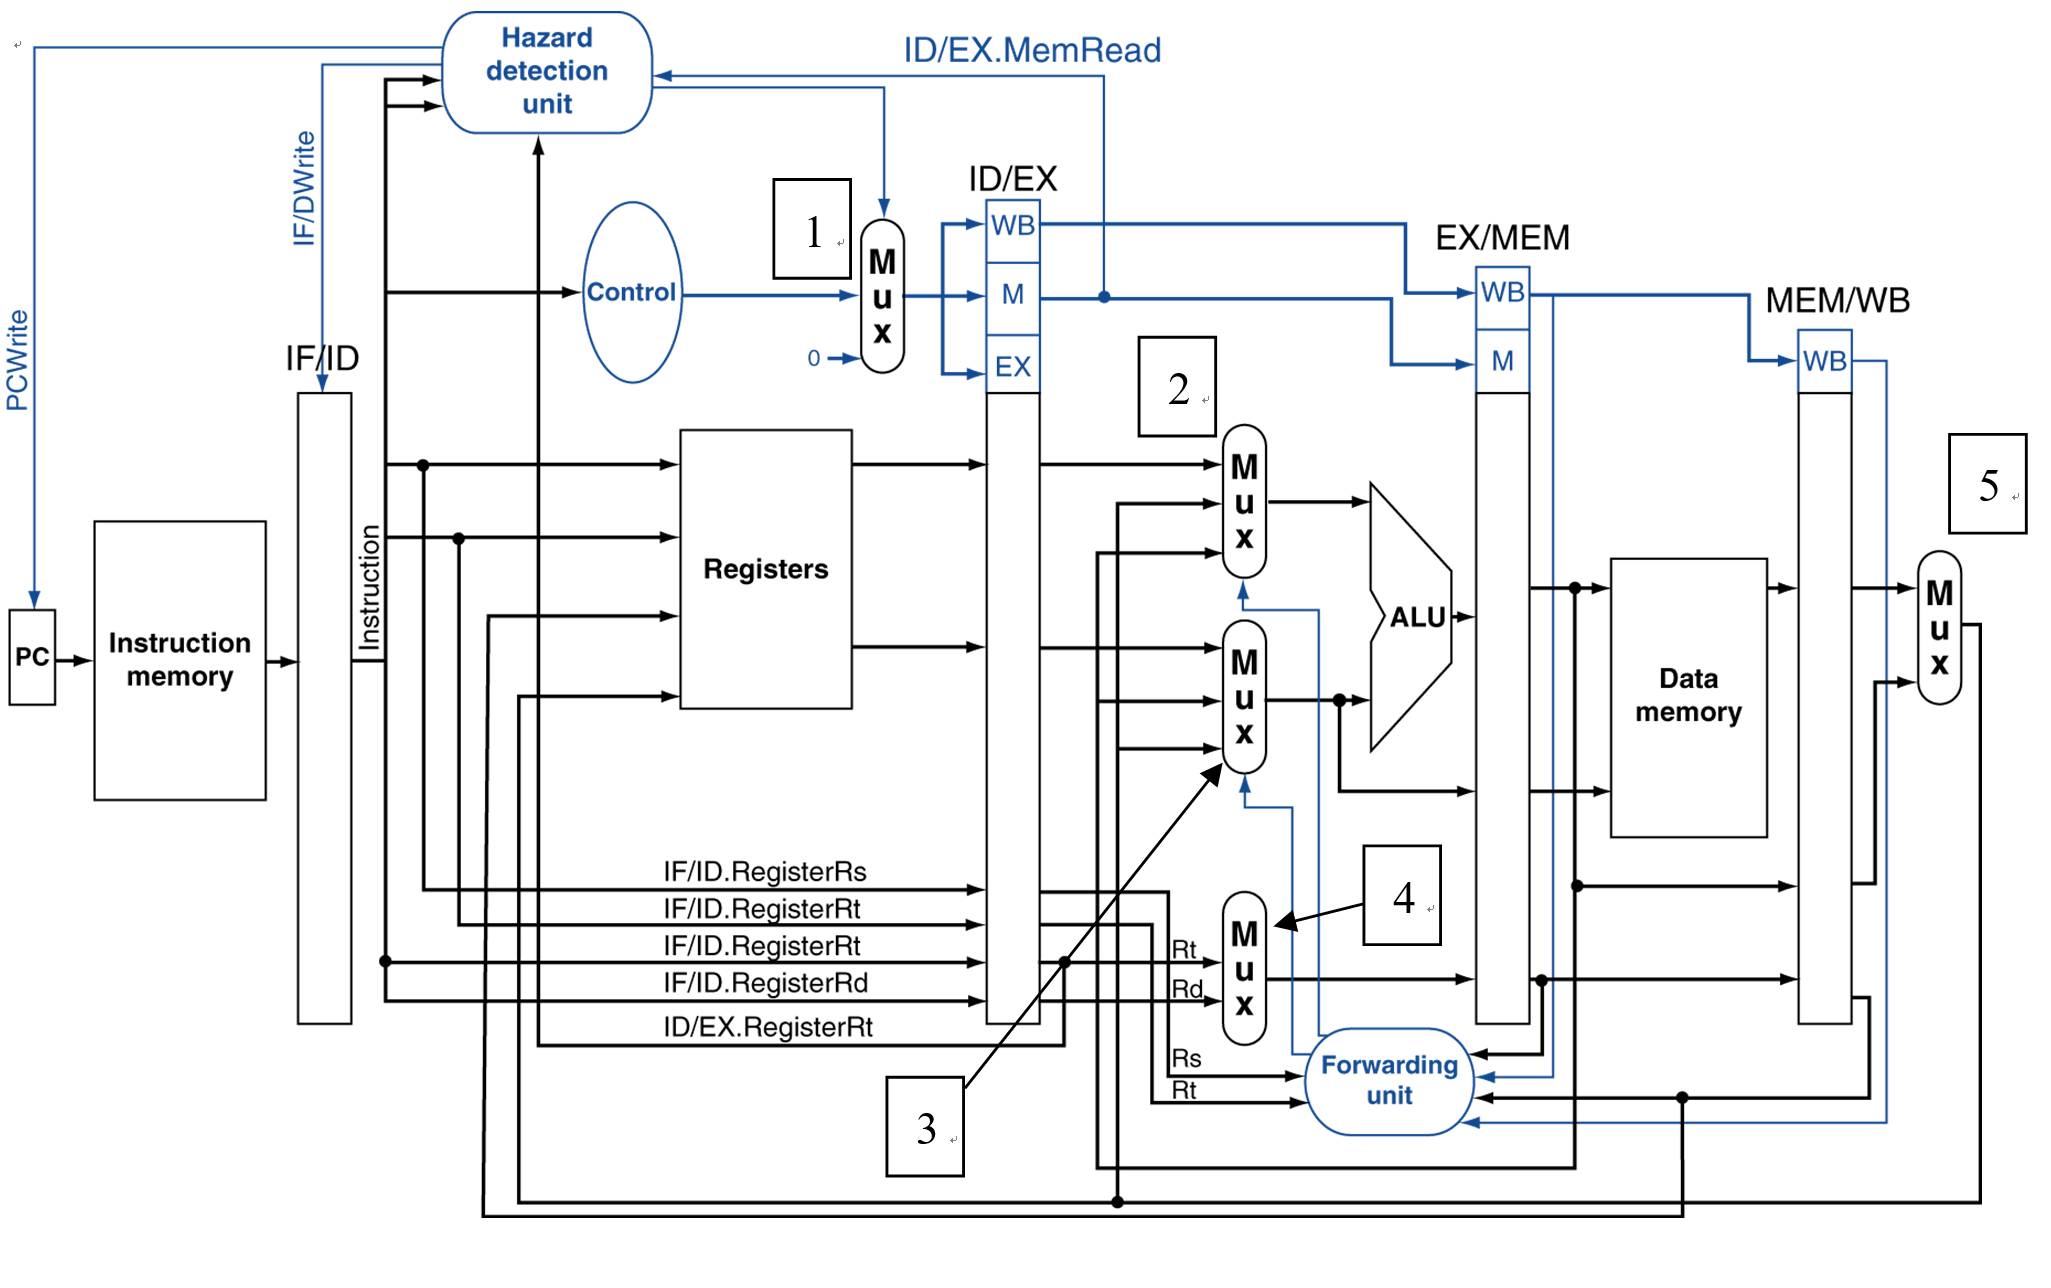 Hazard
detection
unit
ID/EX.MemRead
IF/DWrite
PCWrite
1
ID/EX
WB
M
EX
Control
M
u
x
0
EX/MEM
WB
M
MEM/WB
WB
IF/ID
2
5
M
u
x
Instruction
Registers
ALU
M
u
x
PC
Instruction
memory
M
u
x
Data
memory
IF/ID.RegisterRs
IF/ID.RegisterRt
IF/ID.RegisterRt
IF/ID.RegisterRd
ID/EX.RegisterRt
4
Rt
Rd
M
u
x
Rs
Rt
Forwarding
unit
3